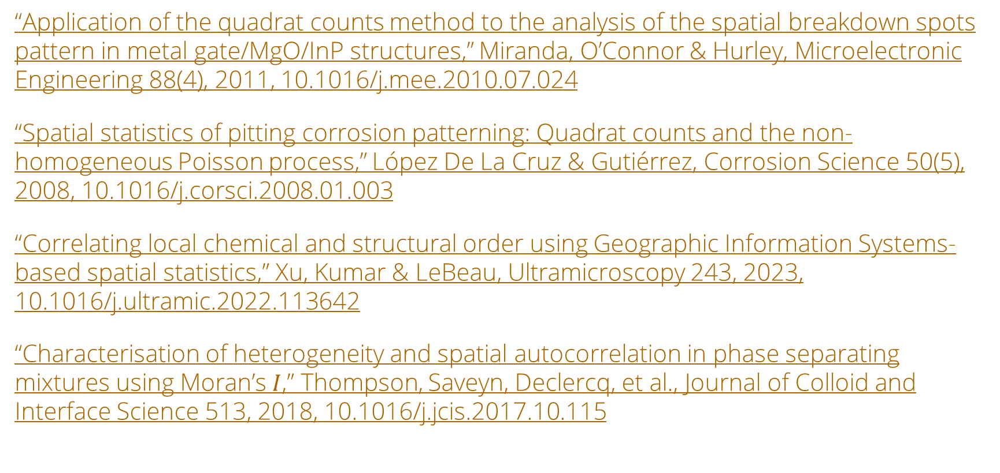 “Application of the quadrat counts method to the analysis of the spatial breakdown spots
pattern in metal gate/MgO/InP structures,” Miranda, O’Connor & Hurley, Microelectronic
Engineering 88(4), 2011, 10.1016/j.mee.2010.07.024
“Spatial statistics of pitting corrosion patterning: Quadrat counts and the non-
homogeneous Poisson process,” López De La Cruz & Gutiérrez, Corrosion Science 50(5),
2008, 10.1016/j.corsci.2008.01.003
“Correlating local chemical and structural order using Geographic Information Systems-
based spatial statistics,” Xu, Kumar & LeBeau, Ultramicroscopy 243, 2023,
10.1016/j.ultramic.2022.113642
“Characterisation of heterogeneity and spatial autocorrelation in phase separating
mixtures using Moran’s I,” Thompson, Saveyn, Declercq, et al., Journal of Colloid and
Interface Science 513, 2018, 10.1016/j.jcis.2017.10.115